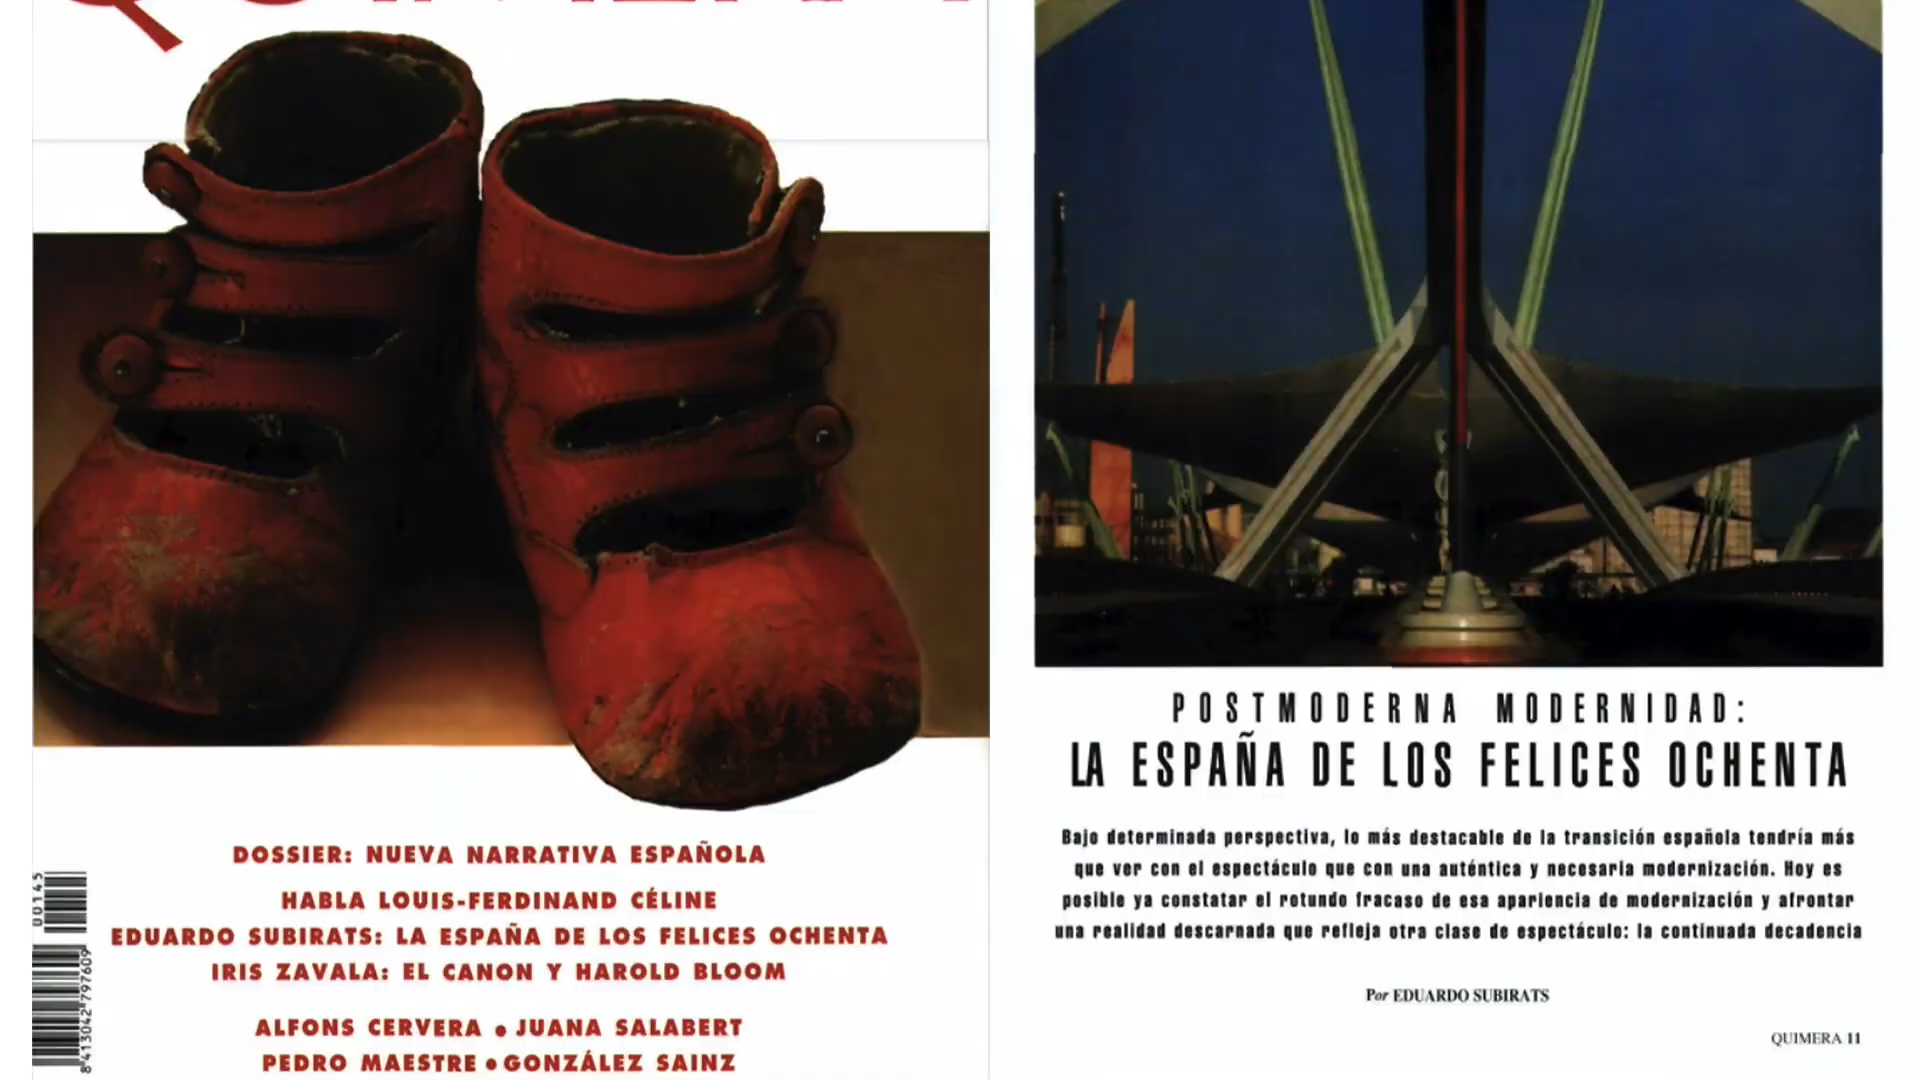 DOSSIER: NUEVA NARRATIVA ESPAÑOLA
HABLA LOUIS-FERDINAND CÉLINE
EDUARDO SUBIRATS: LA ESPAÑA DE LOS FELICES OCHENTA
IRIS ZAVALA: EL CANON Y HAROLD BLOOM
ALFONS CERVERA • JUANA SALABERT
PEDRO MAESTRE • GONZÁLEZ SAINZ
00145
8413042797609
POSTMODERNA MODERNIDAD:
LA ESPAÑA DE LOS FELICES OCHENTA
Bajo determinada perspectiva, lo más destacable de la transición española tendría más
que ver con el espectáculo que con una auténtica y necesaria modernización. Hoy es
posible ya constatar el rotundo fracaso de esa apariencia de modernización y afrontar
una realidad descarnada que refleja otra clase de espectáculo: la continuada decadencia
Por EDUARDO SUBIRATS
QUIMERA 11